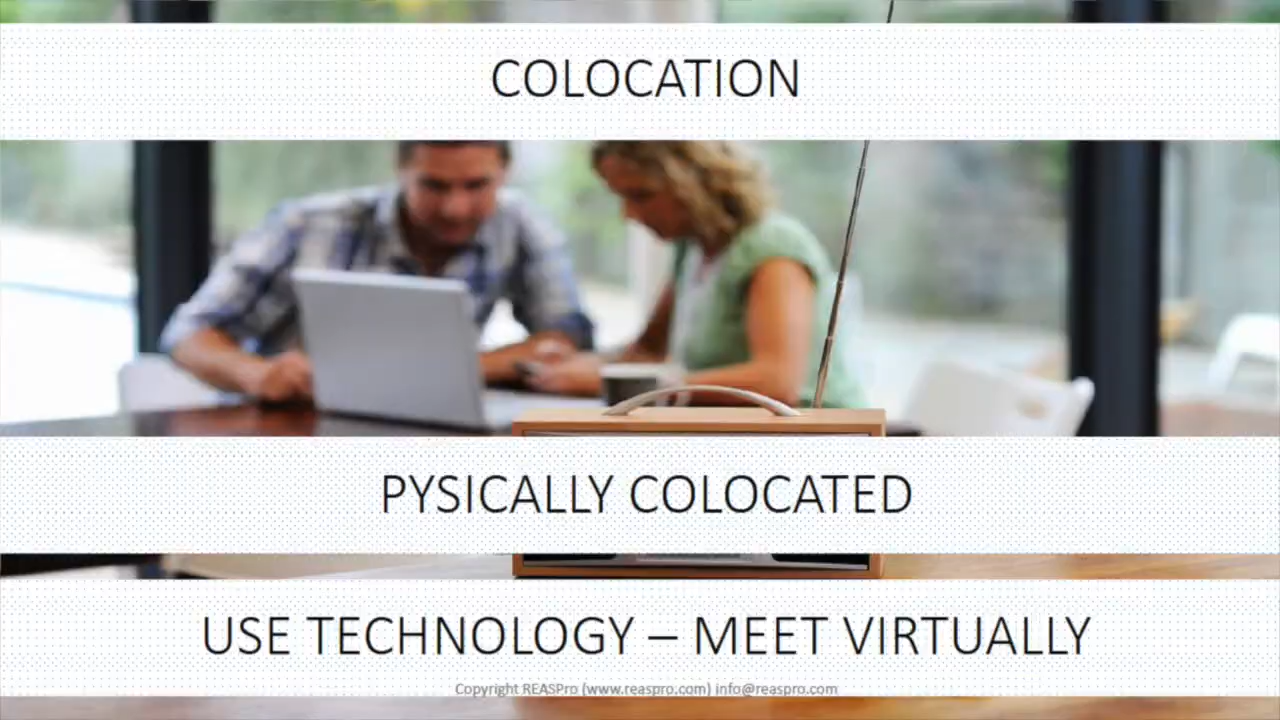 COLOCATION
PYSICALLY COLOCATED
USE TECHNOLOGY – MEET VIRTUALLY
Copyright REASPro (www.reaspro.com) info@reaspro.com